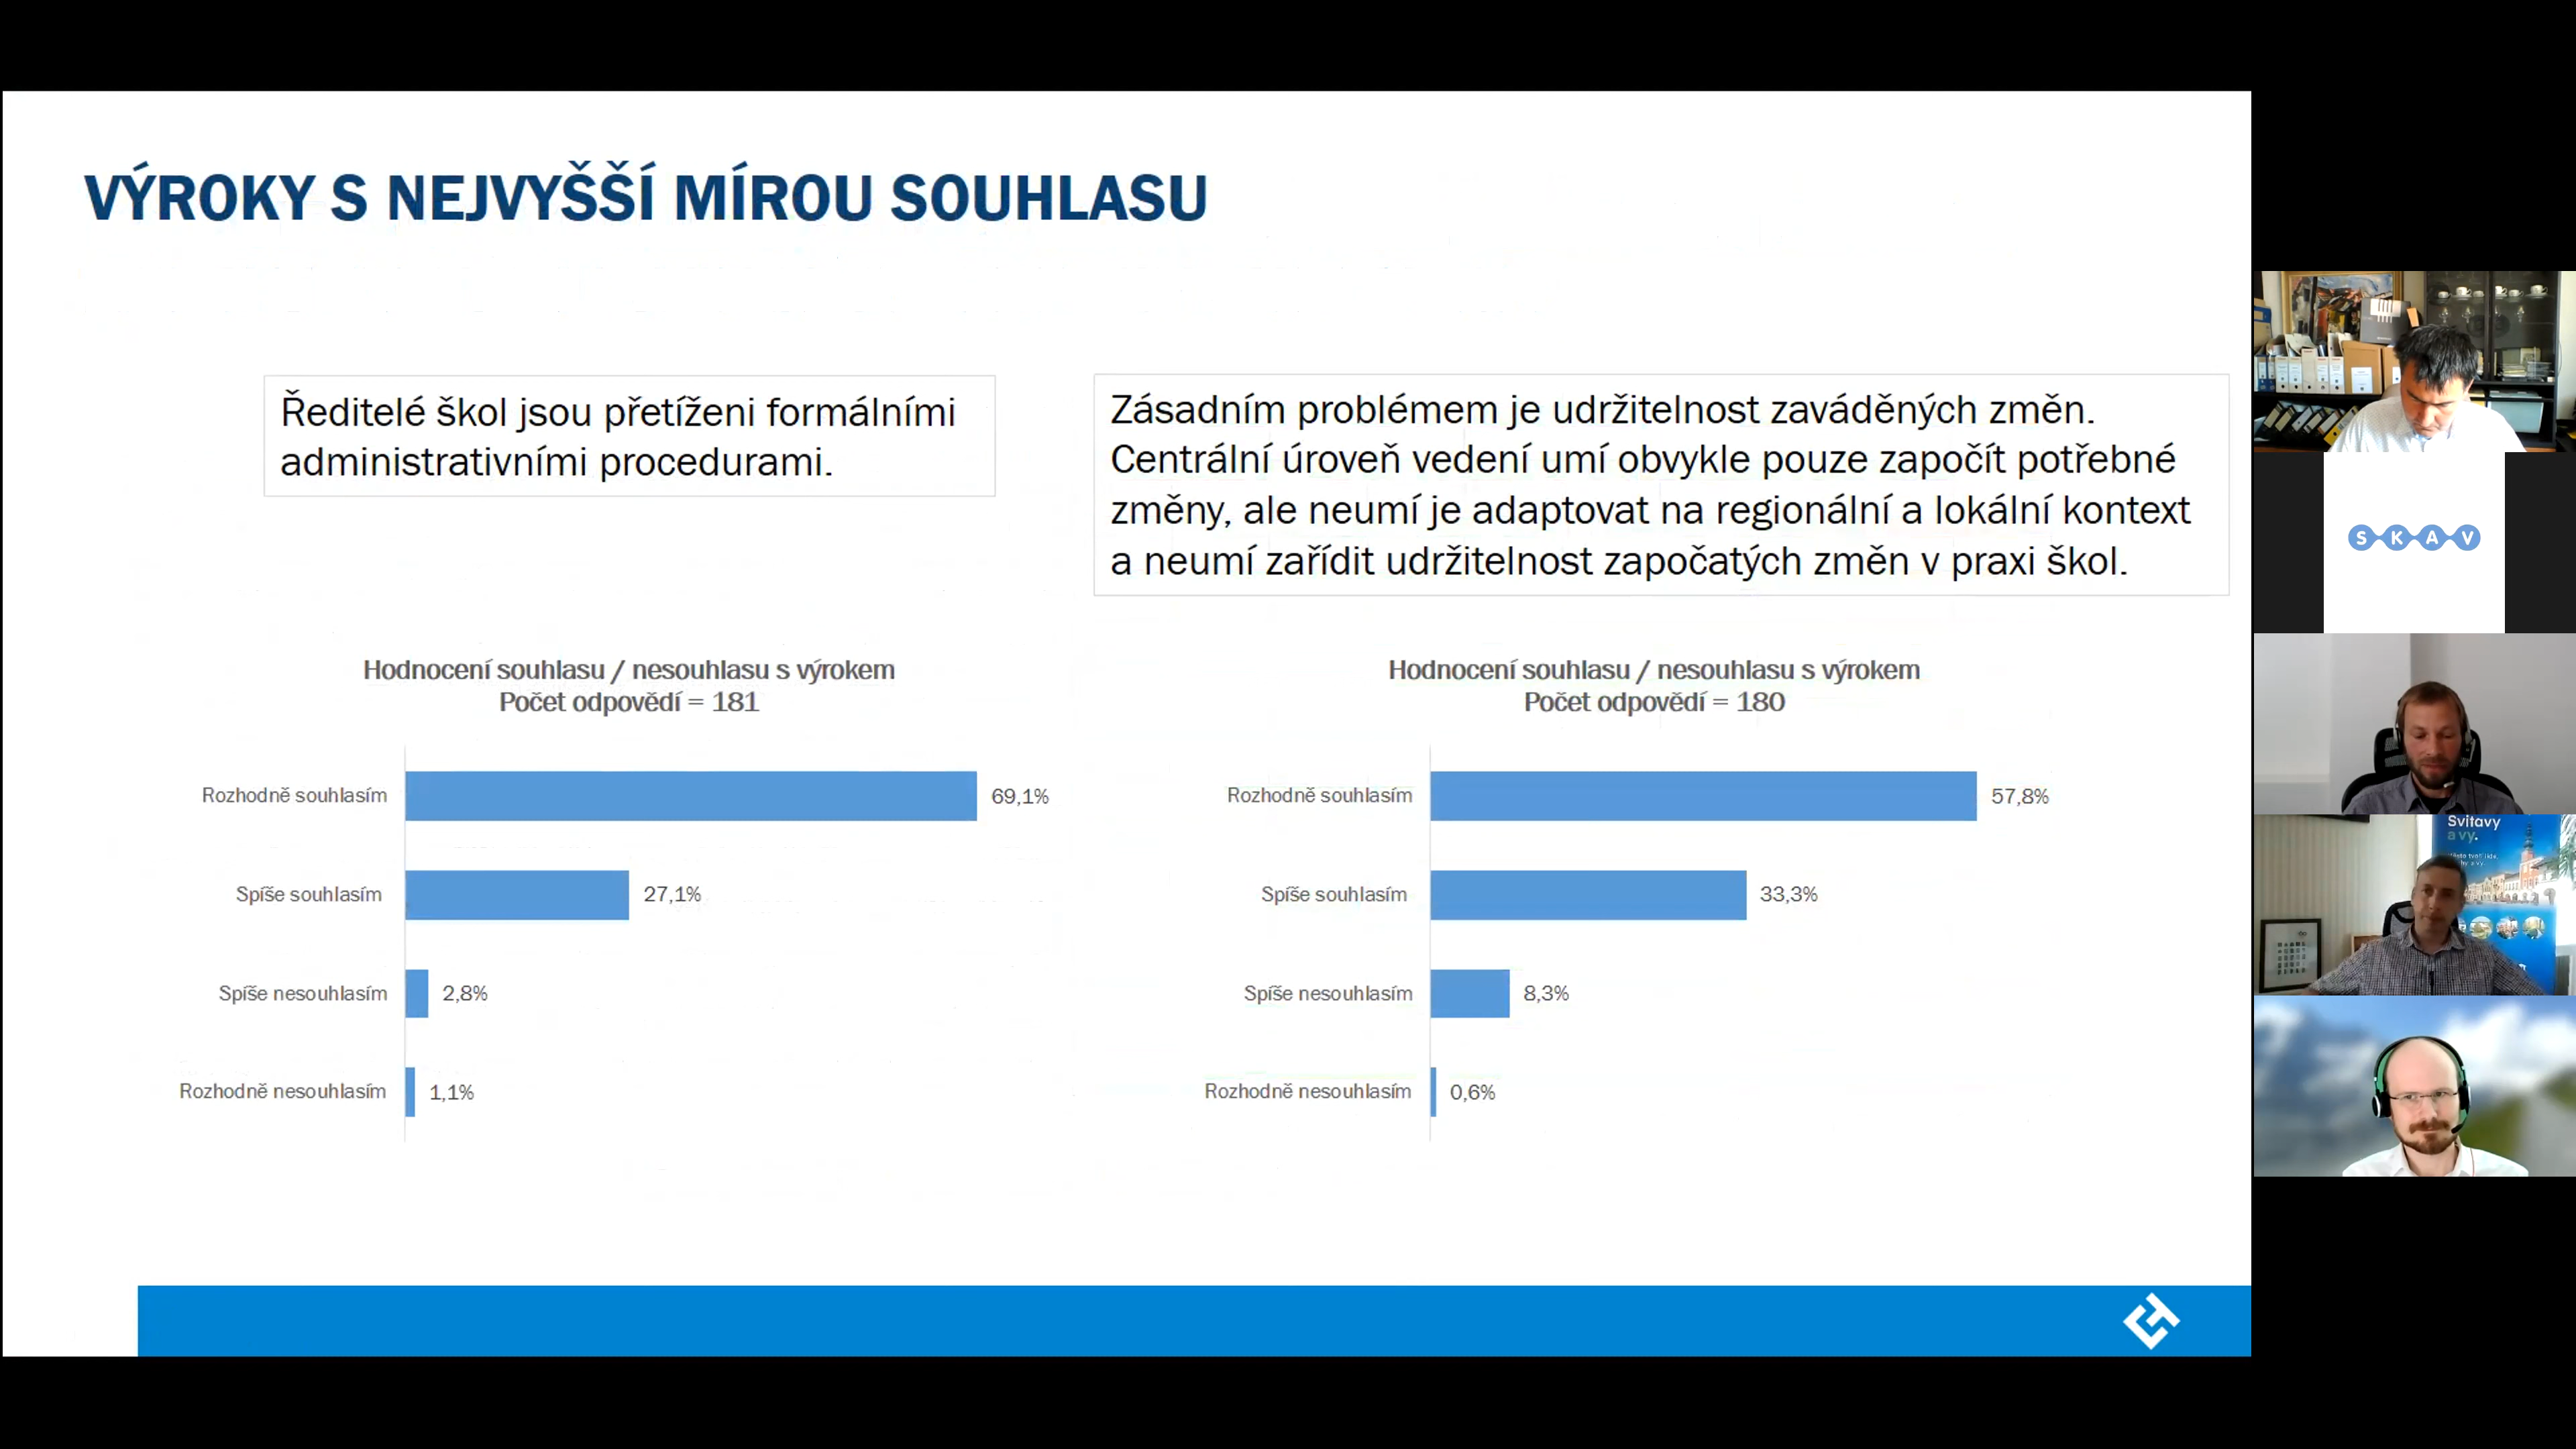 VÝROKY S NEJVYŠŠÍ MÍROU SOUHLASU
Ředitelé škol jsou přetíženi formálními
administrativními procedurami.
Zásadním problémem je udržitelnost zaváděných změn.
Centrální úroveň vedení umí obvykle pouze započít potřebné
změny, ale neumí je adaptovat na regionální a lokální kontext
a neumí zařídit udržitelnost započatých změn v praxi škol.
Hodnocení souhlasu / nesouhlasu s výrokem
Počet odpovědí = 181
Rozhodně souhlasím 69,1%
Spíše souhlasím 27,1%
Spíše nesouhlasím 2,8%
Rozhodně nesouhlasím 1,1%
Hodnocení souhlasu / nesouhlasu s výrokem
Počet odpovědí = 180
Rozhodně souhlasím 57,8%
Spíše souhlasím 33,3%
Spíše nesouhlasím 8,3%
Rozhodně nesouhlasím 0,6%
SKAV
Svitavy
a vy.